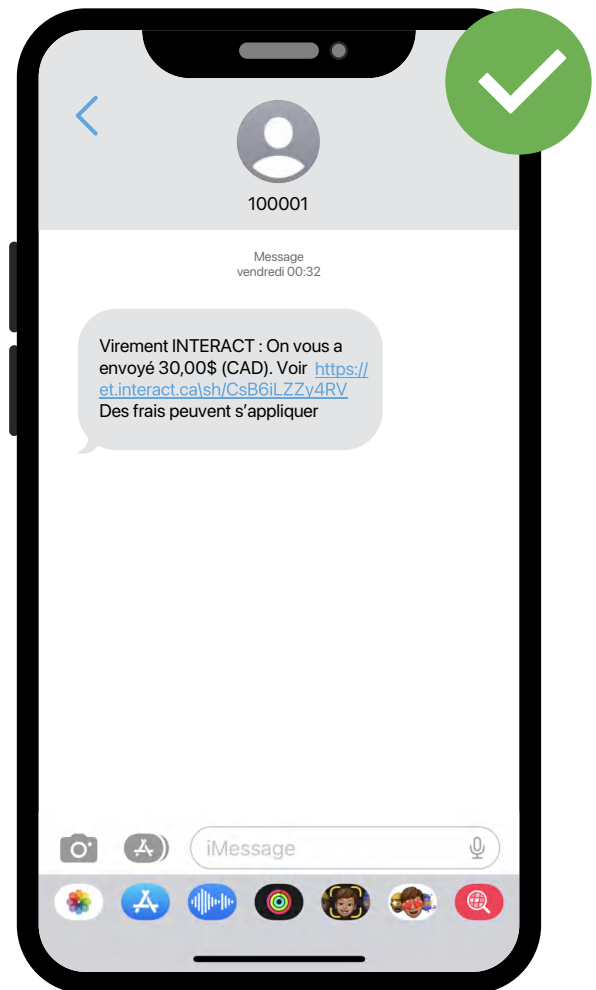 100001
Message
vendredi 00:32
Virement INTERACT : On vous a
envoyé 30,00$ (CAD). Voir https://
et.interact.ca\sh/CsB6iLZZy4RV
Des frais peuvent s’appliquer
iMessage